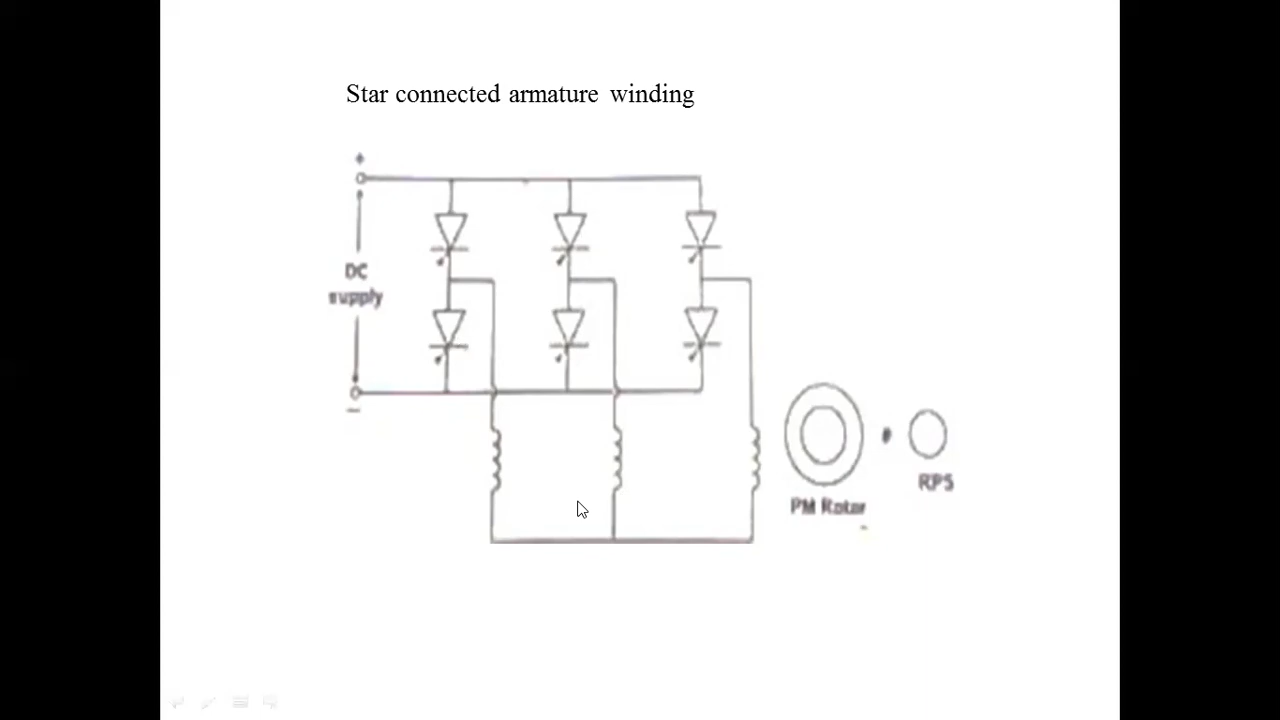 Star connected armature winding
+
DC
supply
−
PM Rotor
RPS